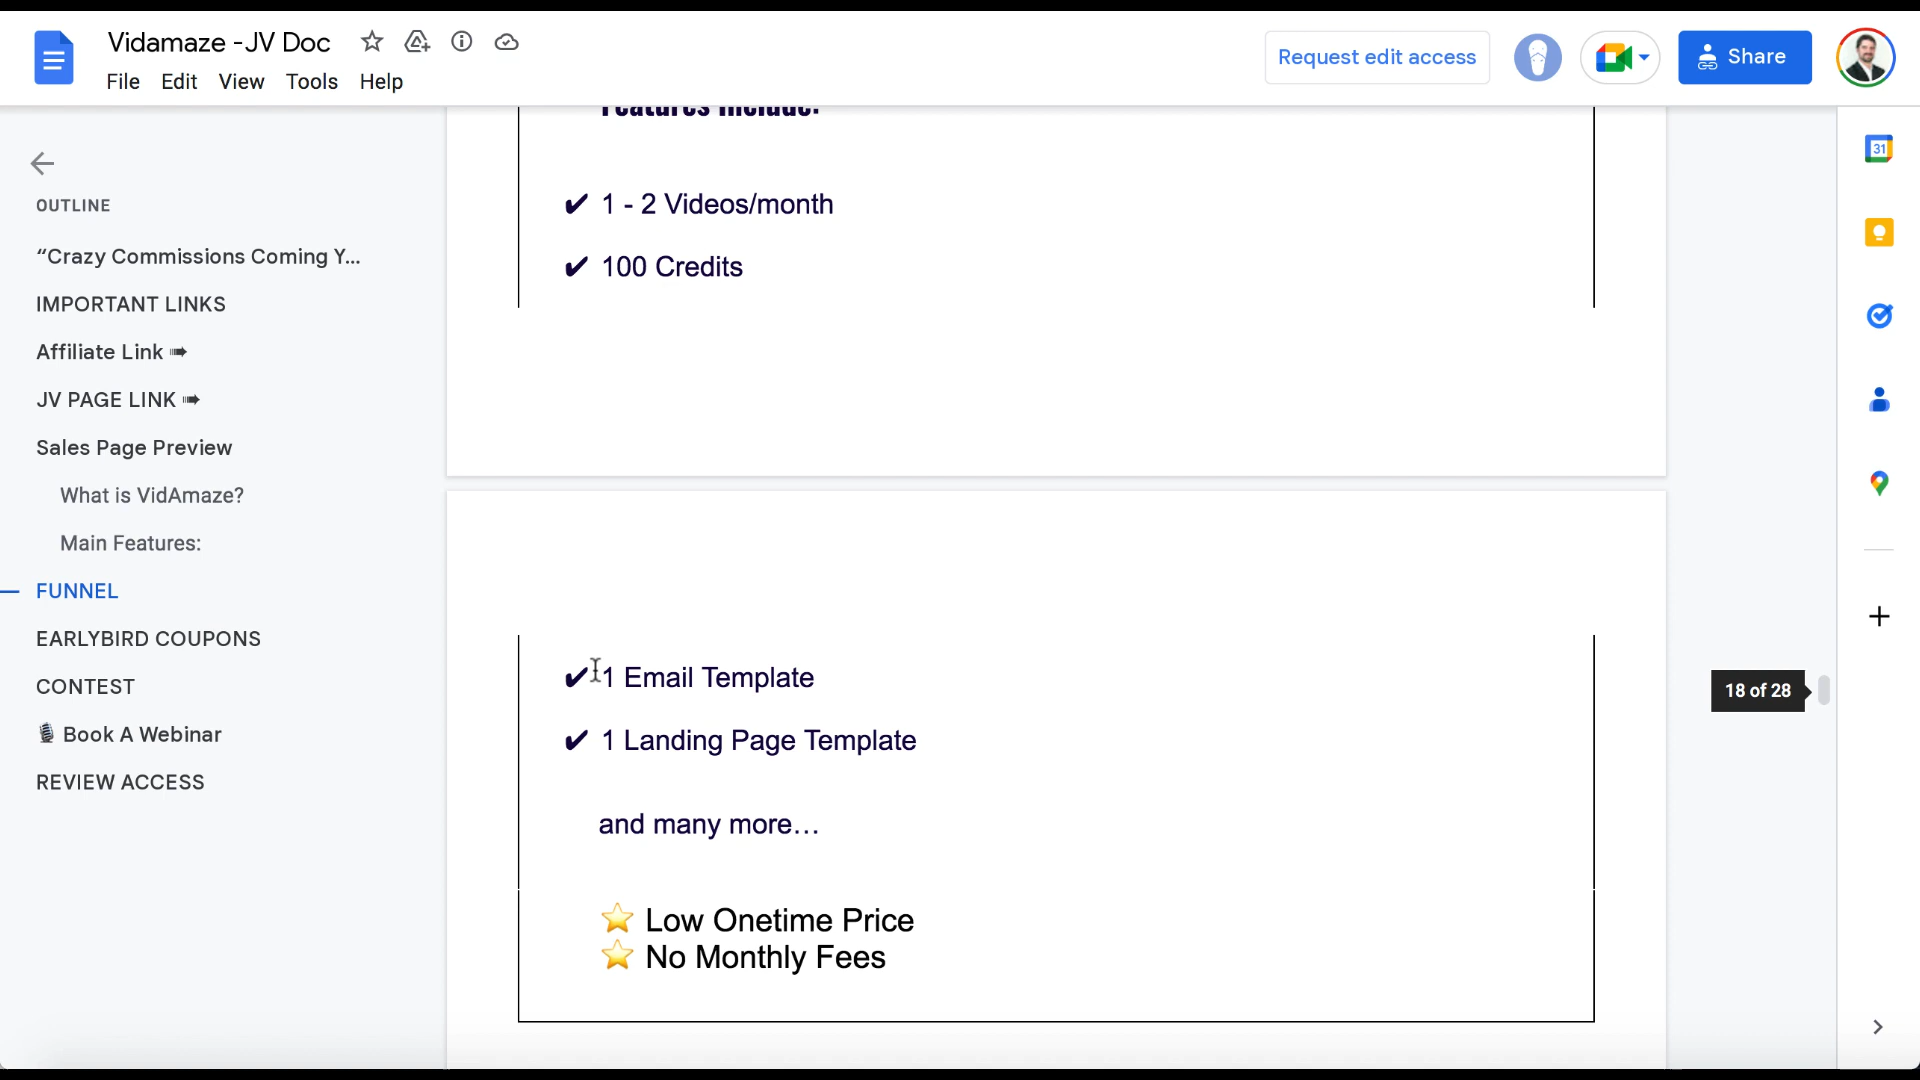 Vidamaze -JV Doc
File Edit View Tools Help
Request edit access
Share
OUTLINE
“Crazy Commissions Coming Y...
IMPORTANT LINKS
Affiliate Link ➠
JV PAGE LINK ➠
Sales Page Preview
What is VidAmaze?
Main Features:
FUNNEL
EARLYBIRD COUPONS
CONTEST
🎙 Book A Webinar
REVIEW ACCESS
Features Include:
✔ 1 - 2 Videos/month
✔ 100 Credits
✔ 1 Email Template
✔ 1 Landing Page Template
and many more…
⭐ Low Onetime Price
⭐ No Monthly Fees
18 of 28
31